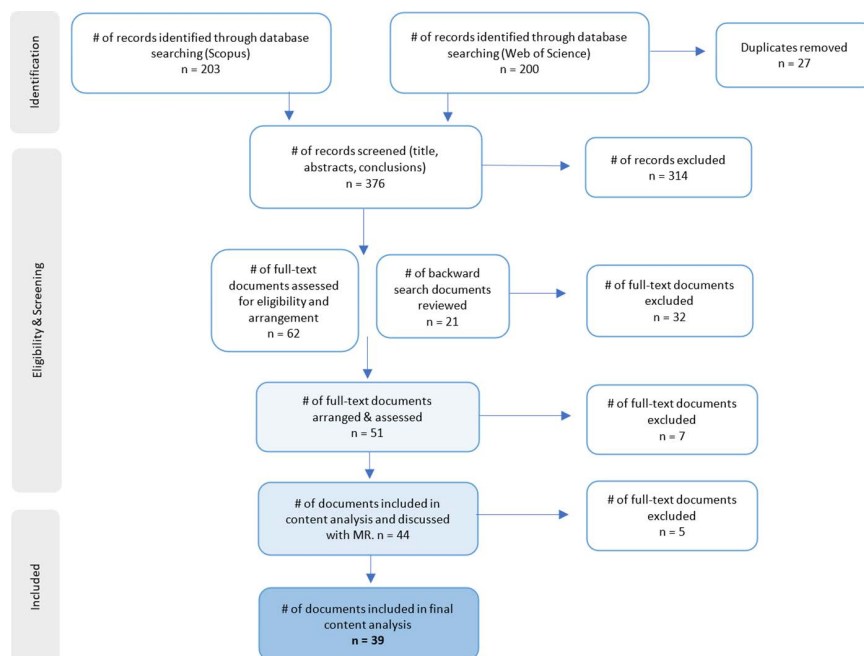 Identification
# of records identified through database
searching (Scopus)
n = 203
# of records identified through database
searching (Web of Science)
n = 200
Duplicates removed
n = 27
Eligibility & Screening
# of records screened (title,
abstracts, conclusions)
n = 376
# of records excluded
n = 314
# of full-text
documents assessed
for eligibility and
arrangement
n = 62
# of backward
search documents
reviewed
n = 21
# of full-text documents
excluded
n = 32
# of full-text documents
arranged & assessed
n = 51
# of full-text documents
excluded
n = 7
Included
# of documents included in
content analysis and discussed
with MR. n = 44
# of full-text documents
excluded
n = 5
# of documents included in final
content analysis
n = 39